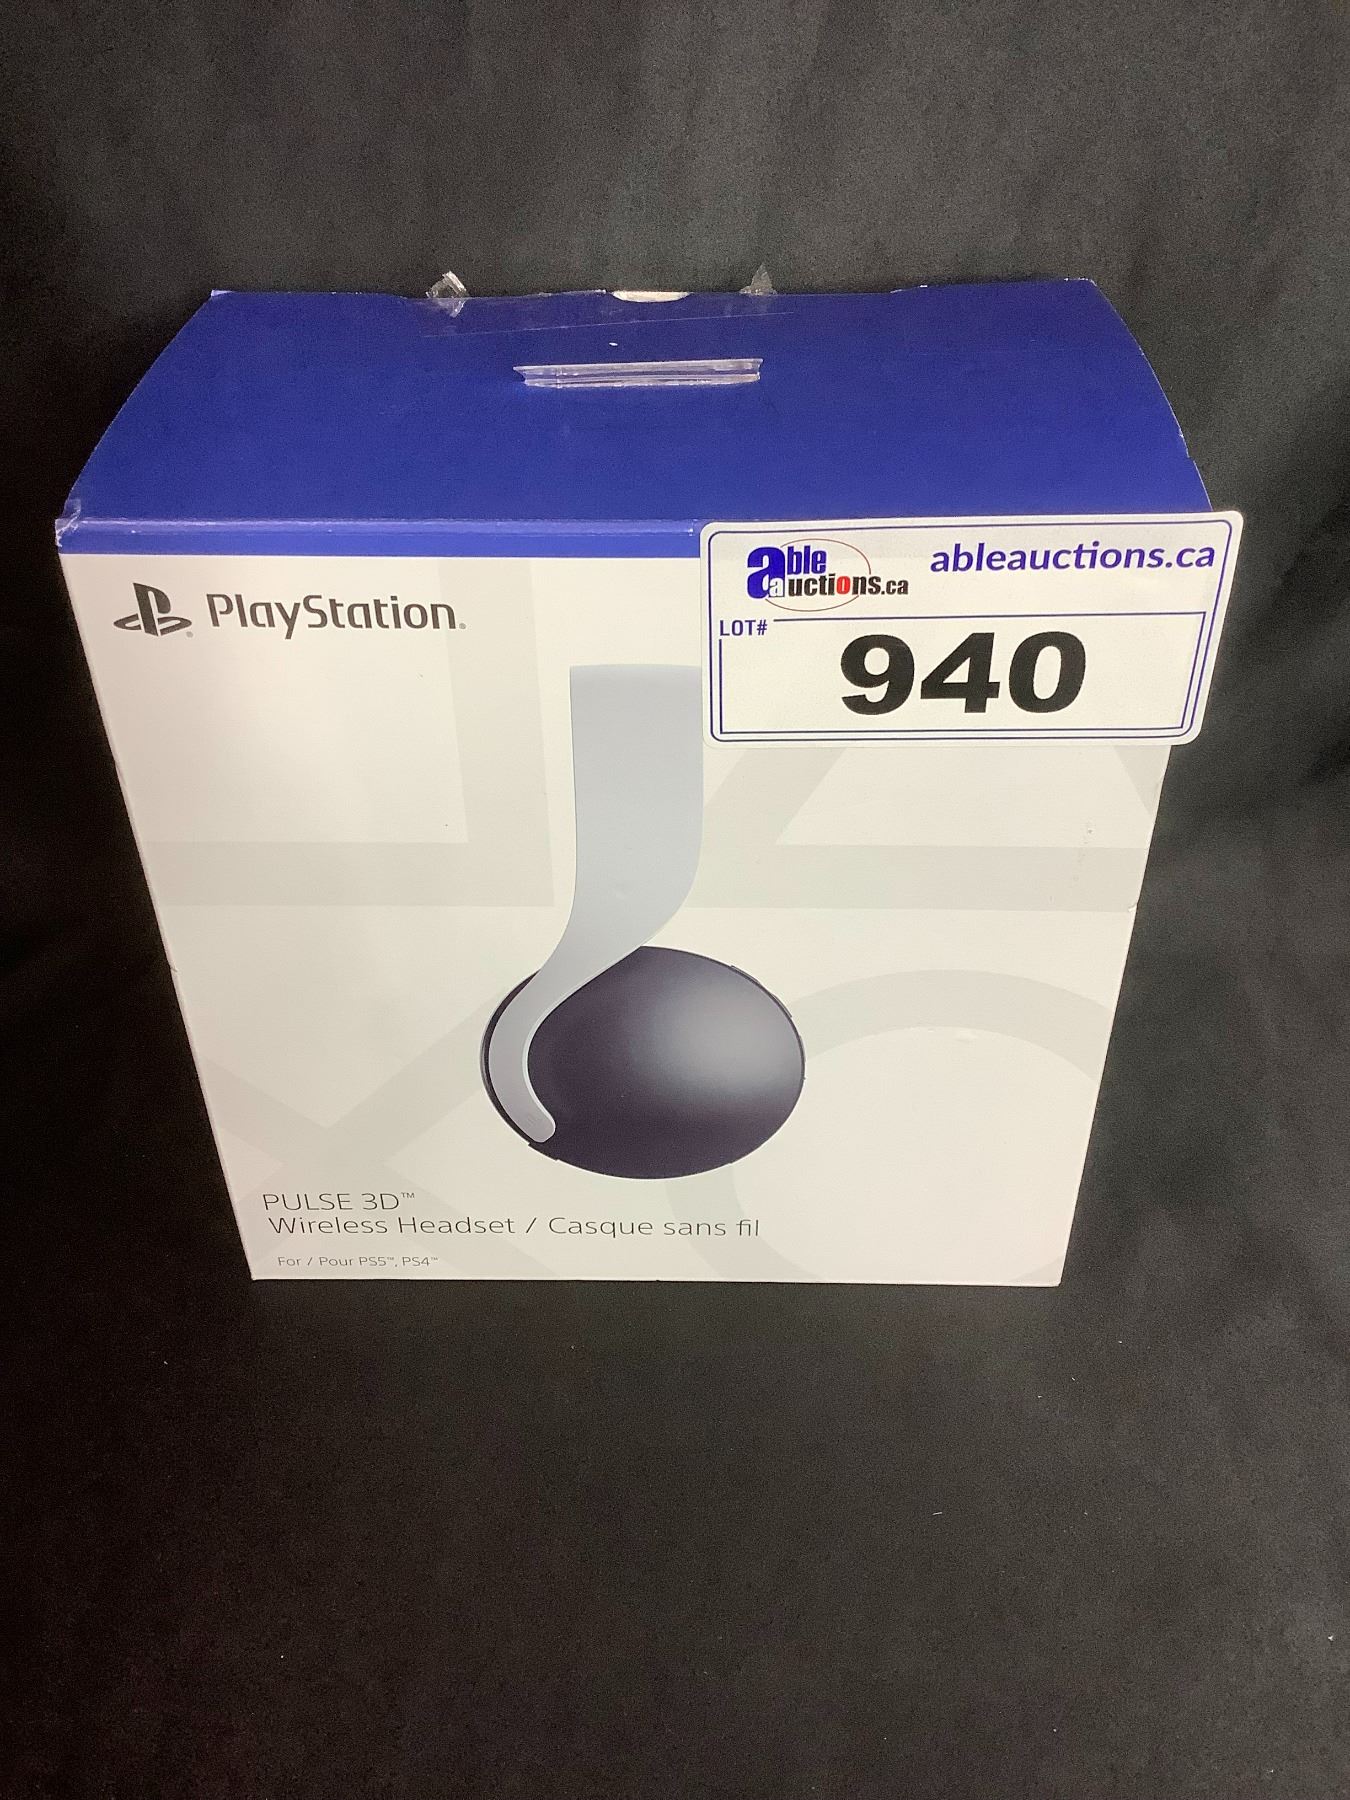 able
auctions.ca
ableauctions.ca
LOT#
940
PlayStation®
PULSE 3D™
Wireless Headset / Casque sans fil
For / Pour PS5™, PS4™